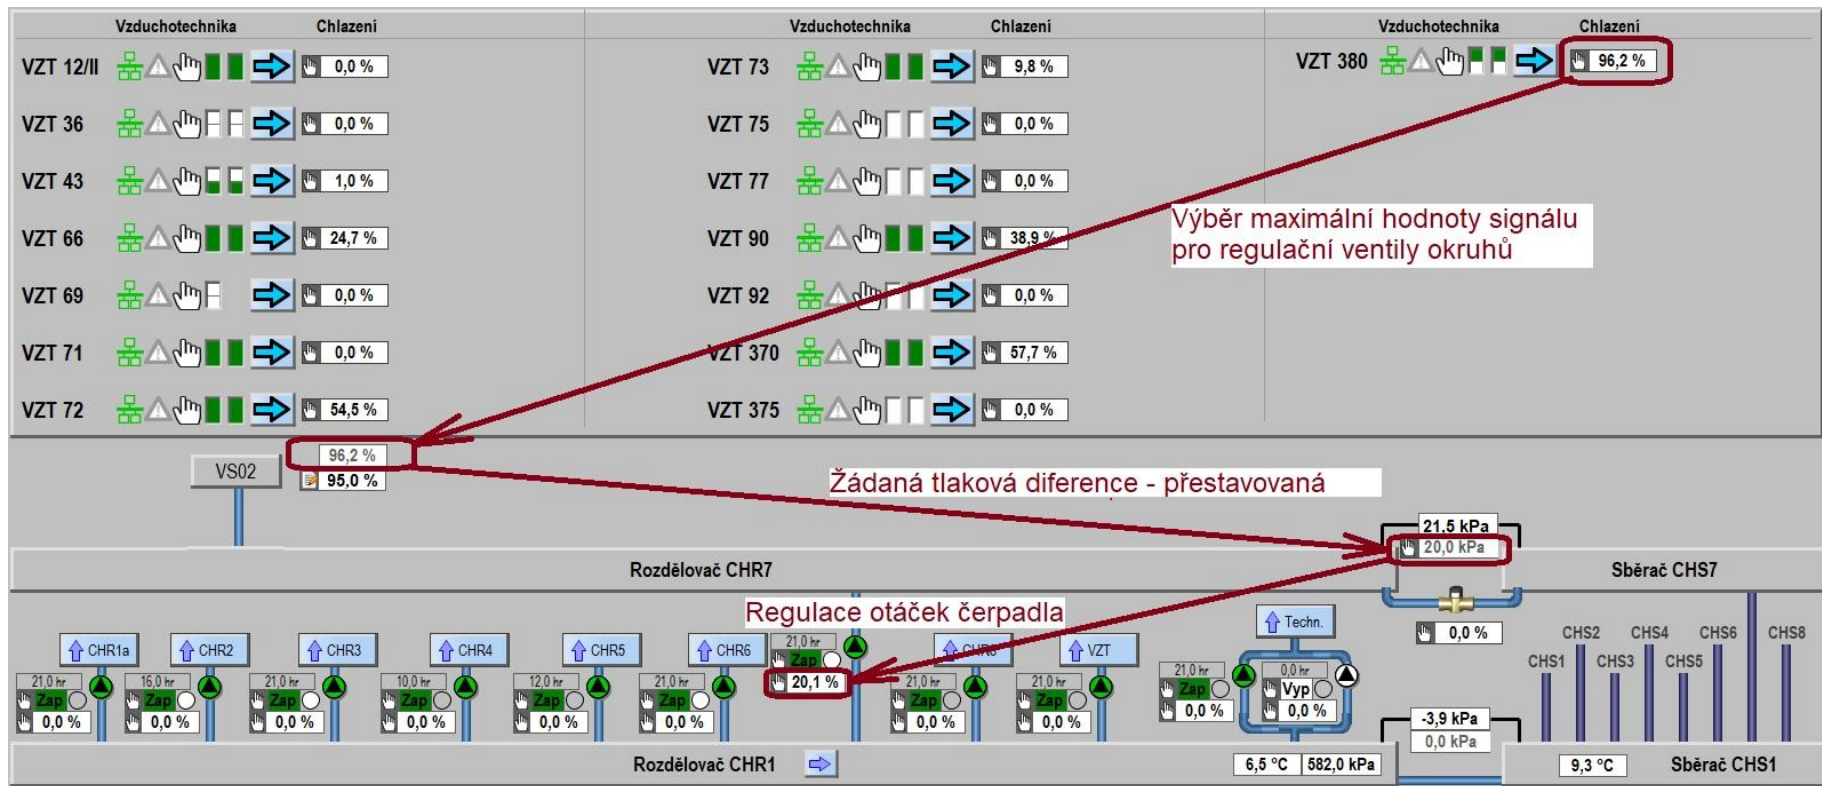 Vzduchotechnika Chlazení Vzduchotechnika Chlazení Vzduchotechnika Chlazení
VZT 12/II 0,0 % VZT 73 9,8 % VZT 380 96,2 %
VZT 36 0,0 % VZT 75 0,0 %
VZT 43 1,0 % VZT 77 0,0 %
Výběr maximální hodnoty signálu
pro regulační ventily okruhů
VZT 66 24,7 % VZT 90 38,9 %
VZT 69 0,0 % VZT 92 0,0 %
VZT 71 0,0 % VZT 370 57,7 %
VZT 72 54,5 % VZT 375 0,0 %
96,2 %
VS02 95,0 %
Žádaná tlaková diference - přestavovaná
21,5 kPa
20,0 kPa
Rozdělovač CHR7 Sběrač CHS7
Regulace otáček čerpadla
CHR1a CHR2 CHR3 CHR4 CHR5 CHR6 21,0 hr VZT Techn. 0,0 % CHS2 CHS4 CHS6 CHS8
Zap
CHS1 CHS3 CHS5
21,0 hr 16,0 hr 21,0 hr 10,0 hr 12,0 hr 21,0 hr 20,1 % 21,0 hr 21,0 hr 21,0 hr 0,0 hr
Zap Zap Zap Zap Zap Zap Zap Zap Zap Vyp
0,0 % 0,0 % 0,0 % 0,0 % 0,0 % 0,0 % 0,0 % 0,0 % 0,0 % 0,0 %
-3,9 kPa
0,0 kPa
Rozdělovač CHR1 6,5 °C 582,0 kPa 9,3 °C Sběrač CHS1